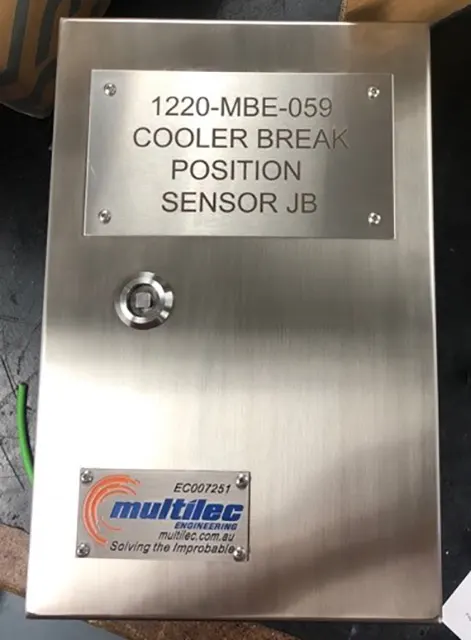 1220-MBE-059
COOLER BREAK
POSITION
SENSOR JB
EC007251
multilec
ENGINEERING
multilec.com.au
Solving the Improbable